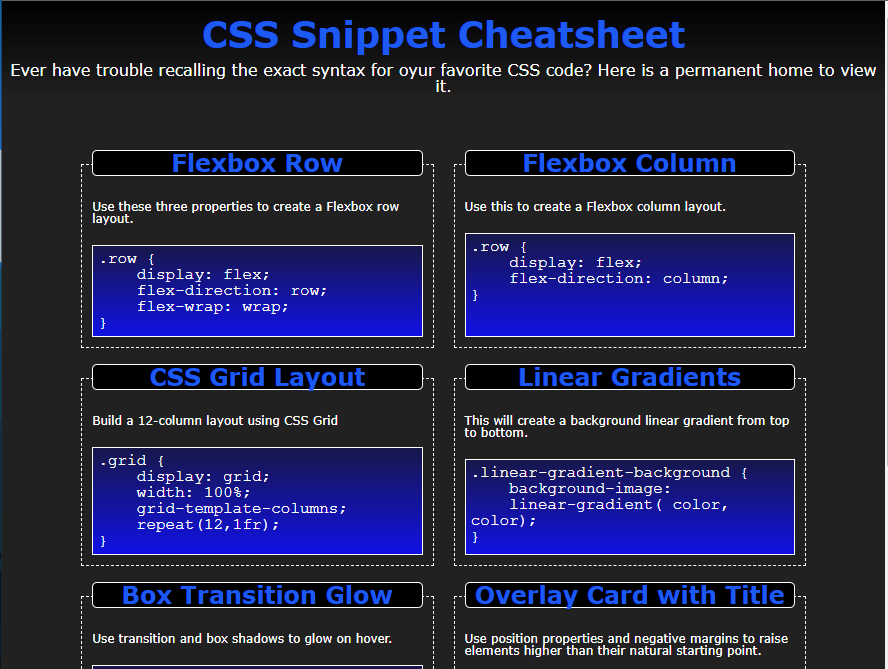 CSS Snippet Cheatsheet
Ever have trouble recalling the exact syntax for oyur favorite CSS code? Here is a permanent home to view
it.
Flexbox Row
Use these three properties to create a Flexbox row
layout.
.row {
    display: flex;
    flex-direction: row;
    flex-wrap: wrap;
}
Flexbox Column
Use this to create a Flexbox column layout.
.row {
    display: flex;
    flex-direction: column;
}
CSS Grid Layout
Build a 12-column layout using CSS Grid
.grid {
    display: grid;
    width: 100%;
    grid-template-columns;
    repeat(12,1fr);
}
Linear Gradients
This will create a background linear gradient from top
to bottom.
.linear-gradient-background {
    background-image:
    linear-gradient( color,
color);
}
Box Transition Glow
Use transition and box shadows to glow on hover.
Overlay Card with Title
Use position properties and negative margins to raise
elements higher than their natural starting point.